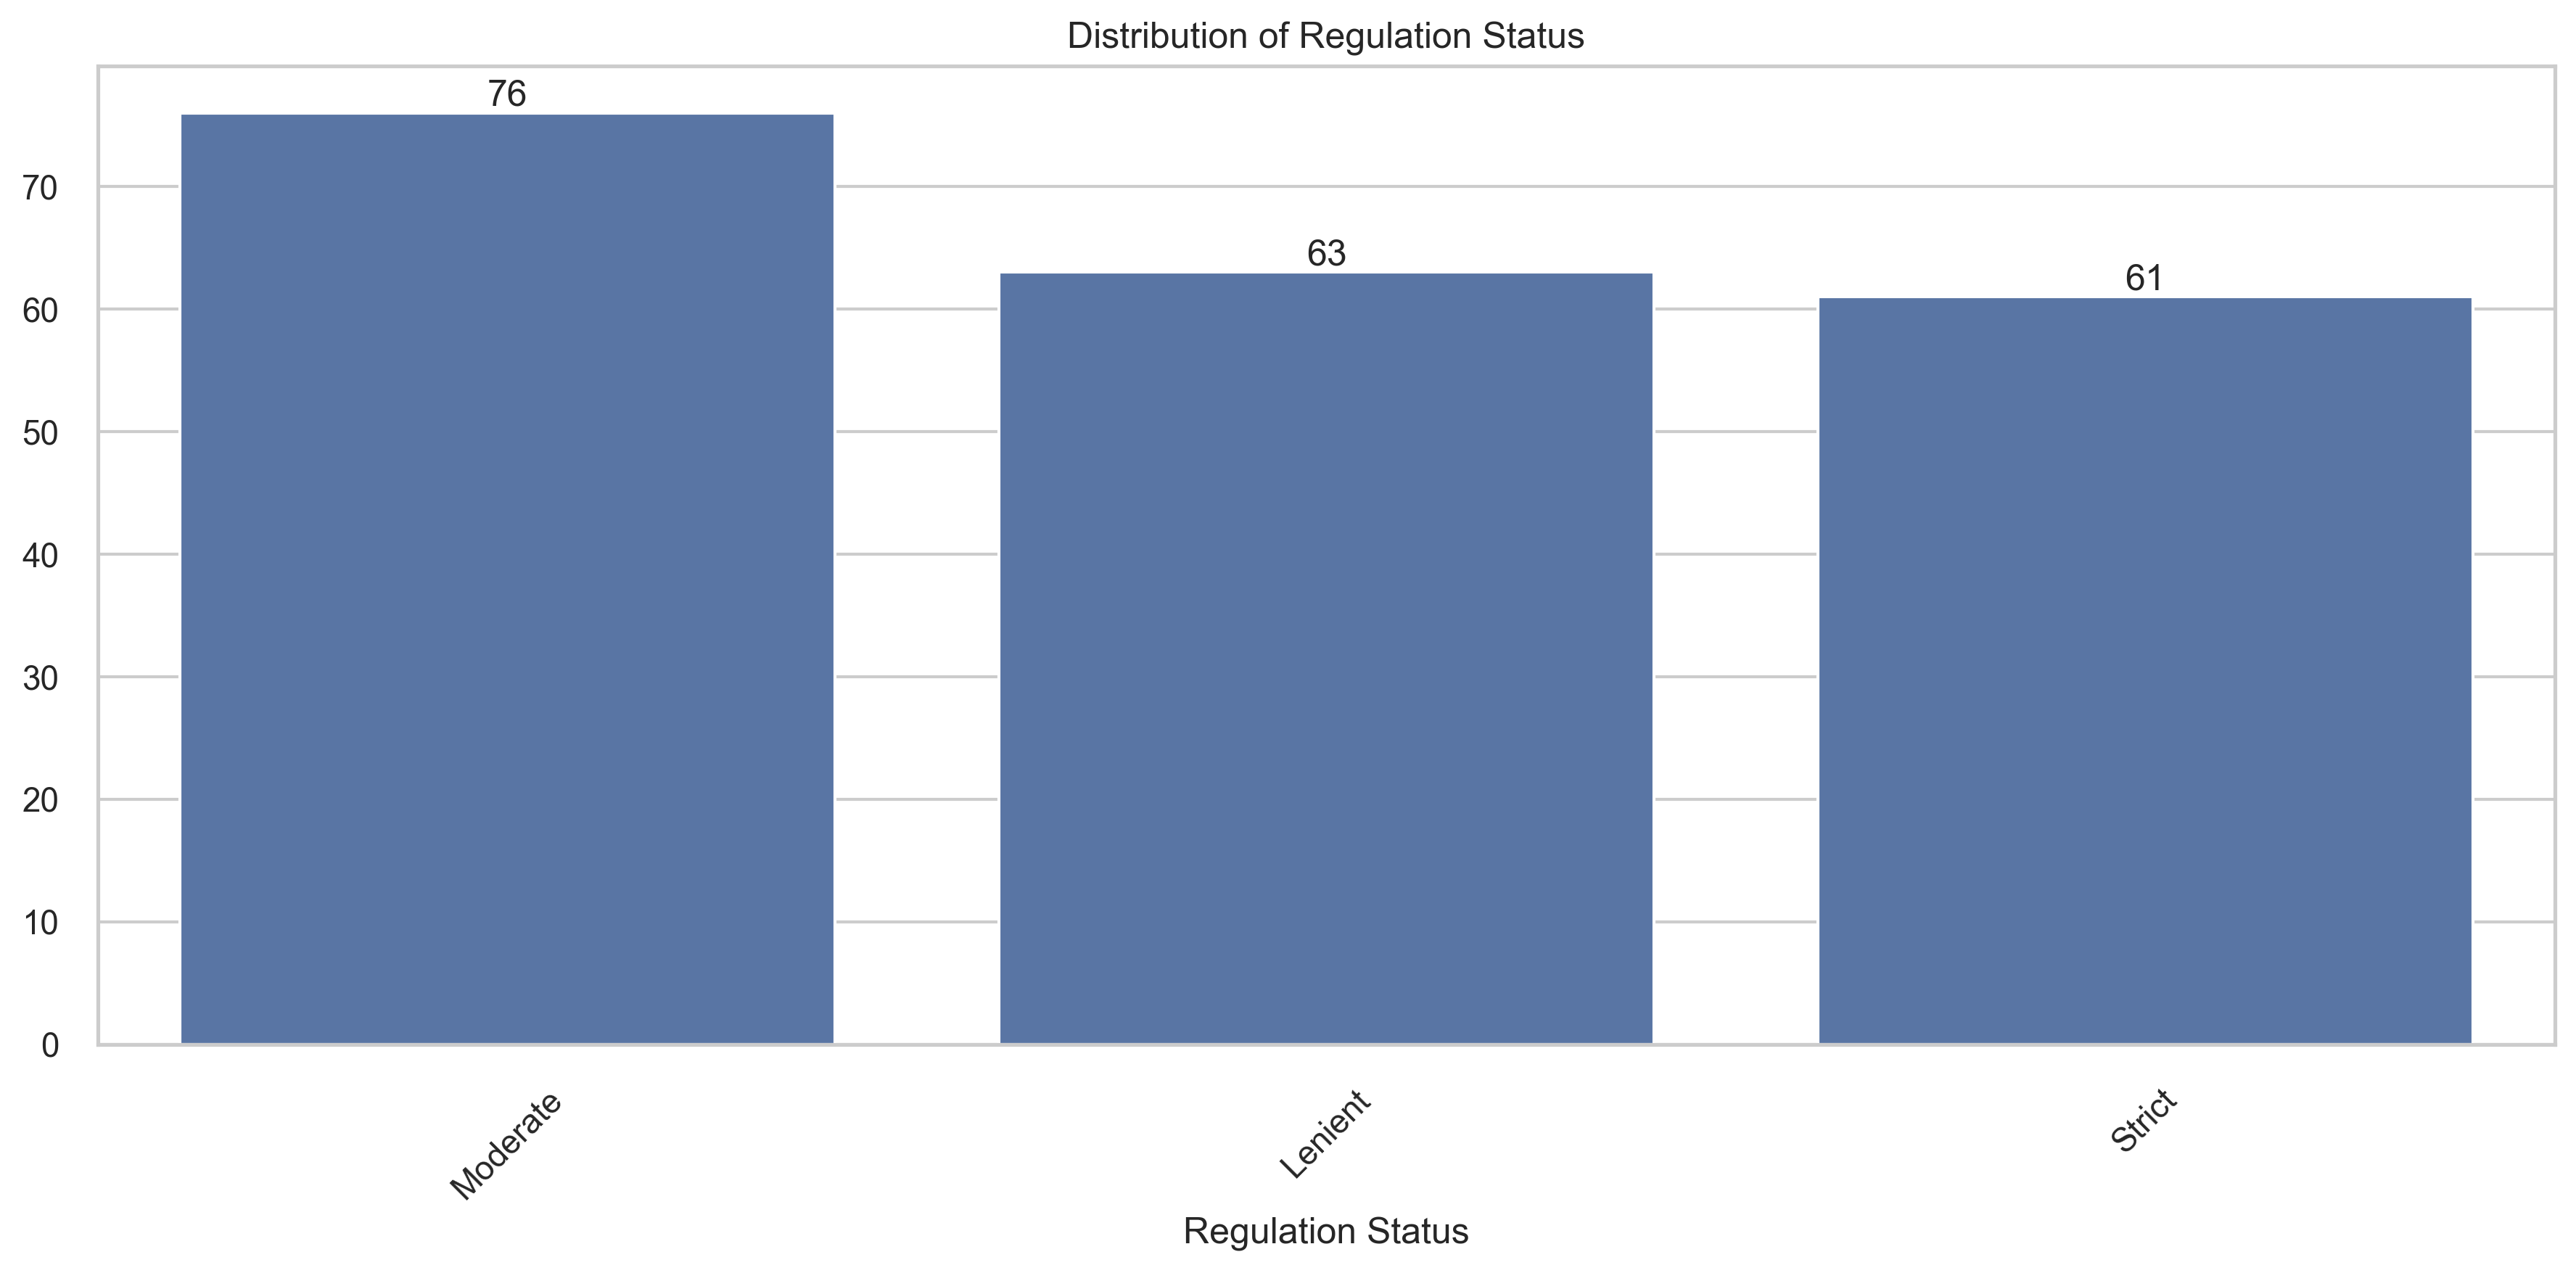 Distribution of Regulation Status
76
63
61
70
60
50
40
30
20
10
0
Moderate
Lenient
Strict
Regulation Status